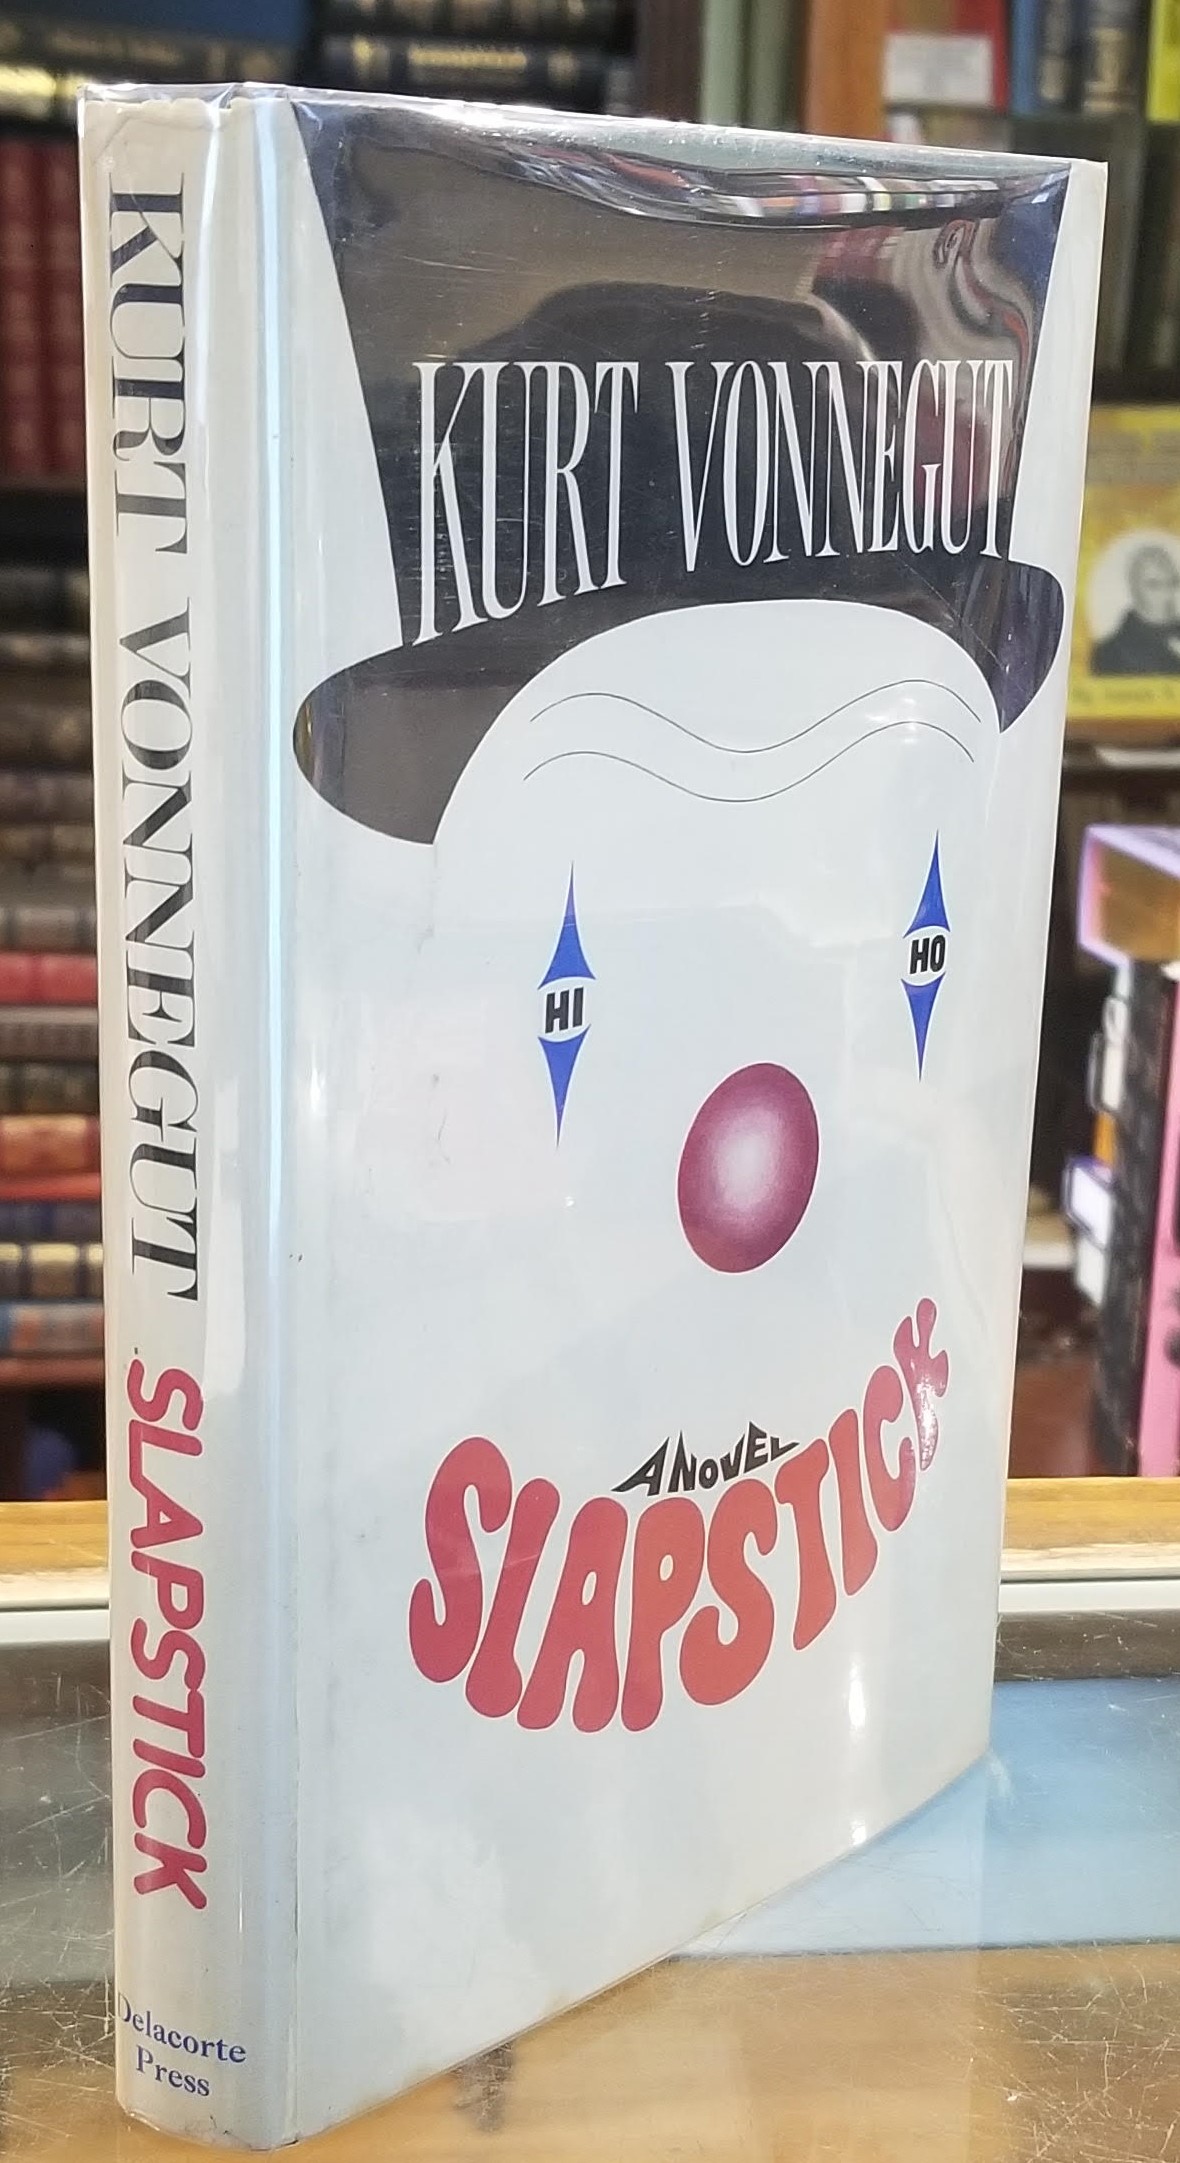 KURT VONNEGUT SLAPSTICK
Delacorte
Press
KURT VONNEGUT
HI
HO
A NOVEL
SLAPSTICK